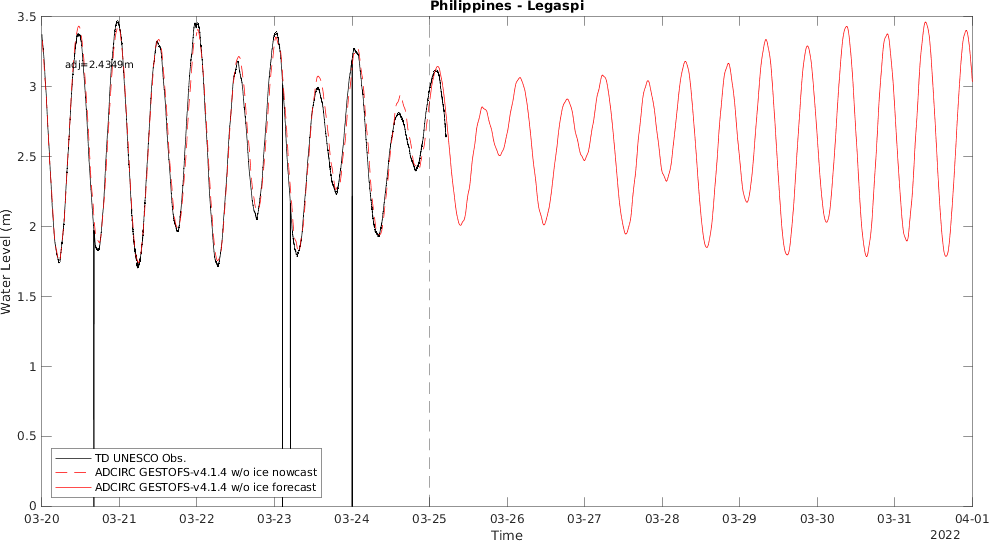 Philippines - Legaspi
3.5
3
2.5
2
1.5
1
0.5
0
Water Level (m)
adj=2.4349m
TD UNESCO Obs.
ADCIRC GESTOFS-v4.1.4 w/o ice nowcast
ADCIRC GESTOFS-v4.1.4 w/o ice forecast
03-20 03-21 03-22 03-23 03-24 03-25 03-26 03-27 03-28 03-29 03-30 03-31 04-01
Time
2022